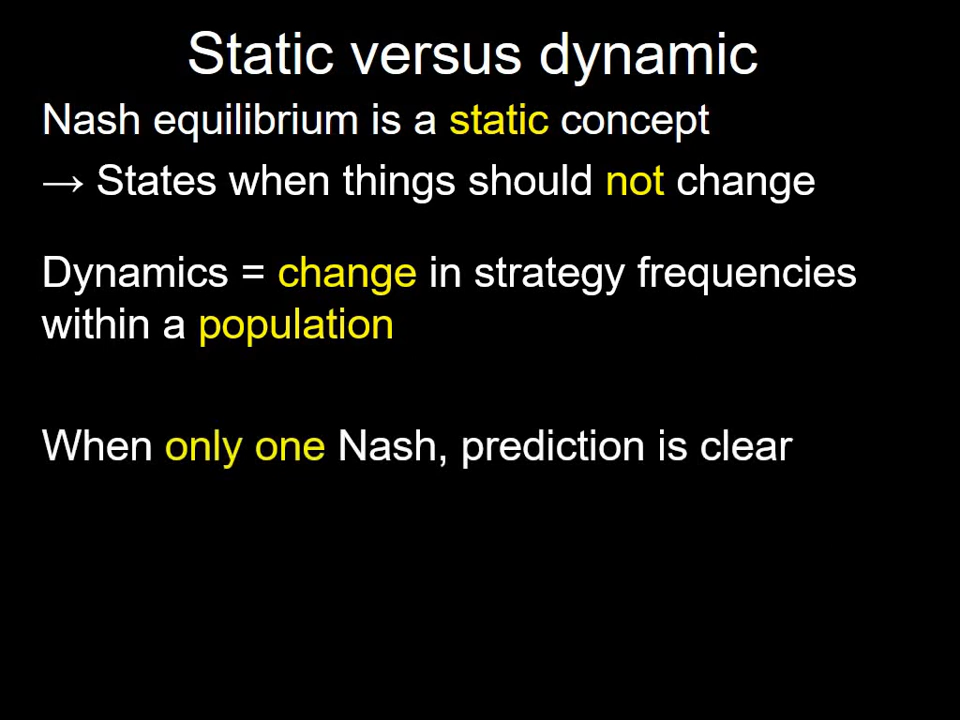 Static versus dynamic
Nash equilibrium is a static concept
→ States when things should not change
Dynamics = change in strategy frequencies
within a population
When only one Nash, prediction is clear